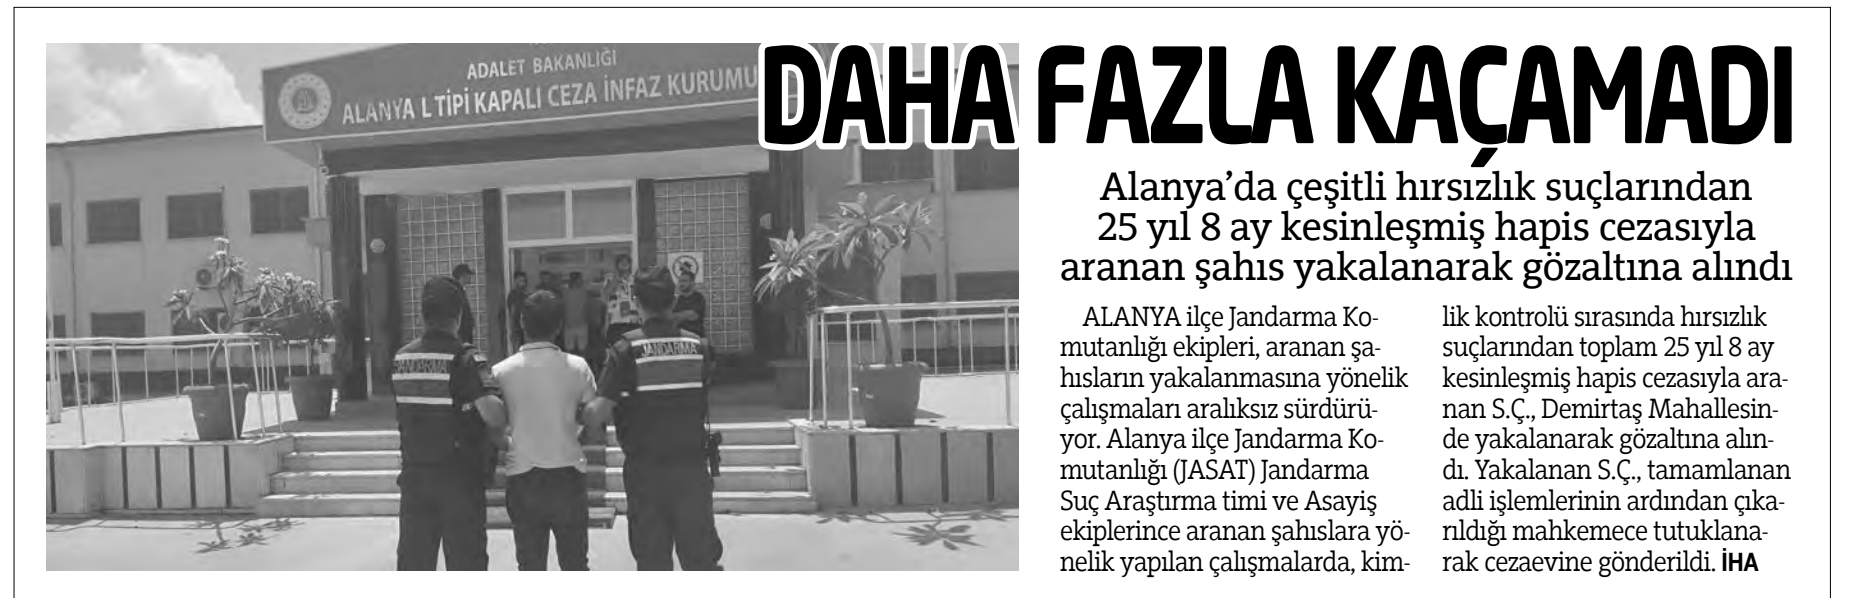 ADALET BAKANLIĞI
ALANYA L TİPİ KAPALI CEZA İNFAZ KURUMU
DAHA FAZLA KAÇAMADI
Alanya’da çeşitli hırsızlık suçlarından
25 yıl 8 ay kesinleşmiş hapis cezasıyla
aranan şahıs yakalanarak gözaltına alındı
JANDARMA
JANDARMA
ALANYA ilçe Jandarma Ko-
mutanlığı ekipleri, aranan şa-
hısların yakalanmasına yönelik
çalışmaları aralıksız sürdürü-
yor. Alanya ilçe Jandarma Ko-
mutanlığı (JASAT) Jandarma
Suç Araştırma timi ve Asayiş
ekiplerince aranan şahıslara yö-
nelik yapılan çalışmalarda, kim-
lik kontrolü sırasında hırsızlık
suçlarından toplam 25 yıl 8 ay
kesinleşmiş hapis cezasıyla ara-
nan S.Ç., Demirtaş Mahallesin-
de yakalanarak gözaltına alın-
dı. Yakalanan S.Ç., tamamlanan
adli işlemlerinin ardından çıka-
rıldığı mahkemece tutuklana-
rak cezaevine gönderildi. İHA